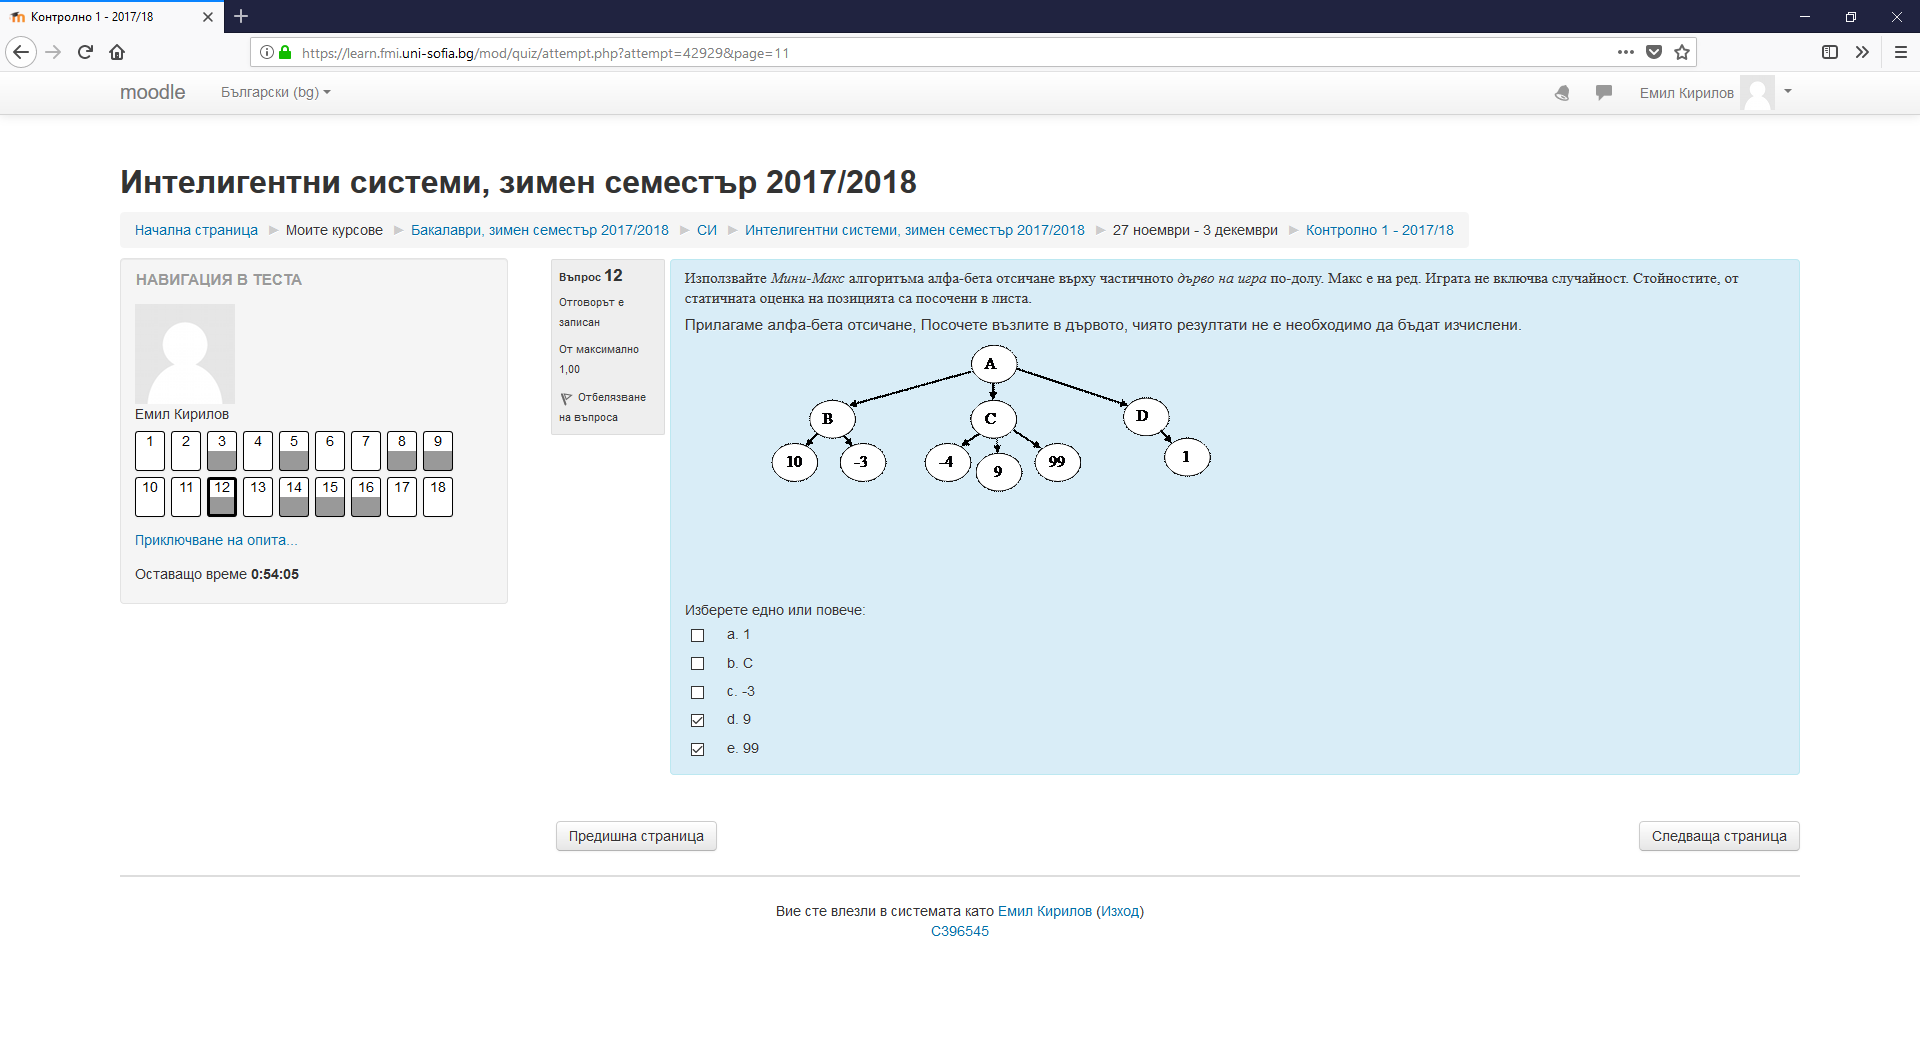 Контролно 1 - 2017/18
https://learn.fmi.uni-sofia.bg/mod/quiz/attempt.php?attempt=42929&page=11
moodle
Български (bg)
Емил Кирилов
Интелигентни системи, зимен семестър 2017/2018
Начална страница ► Моите курсове ► Бакалаври, зимен семестър 2017/2018 ► СИ ► Интелигентни системи, зимен семестър 2017/2018 ► 27 ноември - 3 декември ► Контролно 1 - 2017/18
НАВИГАЦИЯ В ТЕСТА
Емил Кирилов
1 2 3 4 5 6 7 8 9
10 11 12 13 14 15 16 17 18
Приключване на опита...
Оставащо време 0:54:05
Въпрос 12
Отговорът е
записан
От максимално
1,00
Отбелязване
на въпроса
Използвайте Мини-Макс алгоритъма алфа-бета отсичане върху частичното дърво на игра по-долу. Макс е на ред. Играта не включва случайност. Стойностите, от
статичната оценка на позицията са посочени в листа.
Прилагаме алфа-бета отсичане, Посочете възлите в дървото, чиято резултати не е необходимо да бъдат изчислени.
A
B C D
10 -3 -4 9 99 1
Изберете едно или повече:
a. 1
b. C
c. -3
d. 9
e. 99
Предишна страница
Следваща страница
Вие сте влезли в системата като Емил Кирилов (Изход)
C396545